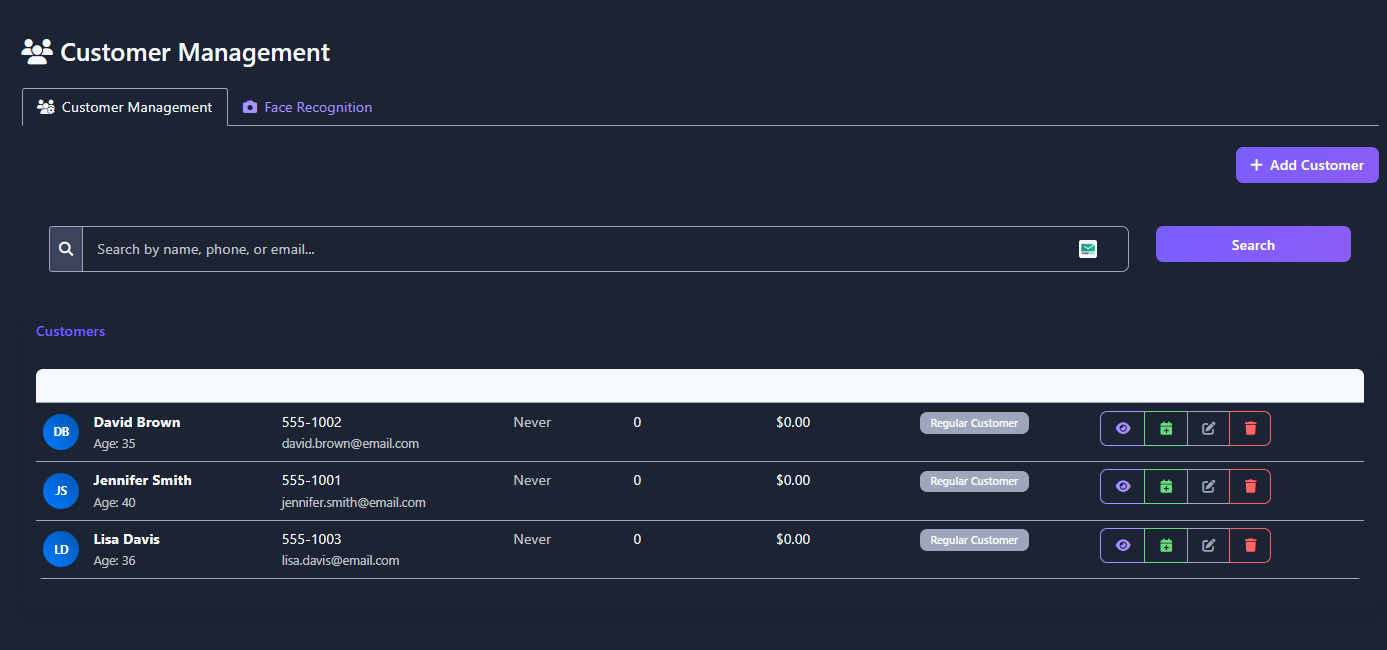 Customer Management
Customer Management
Face Recognition
+ Add Customer
Search by name, phone, or email...
Search
Customers
DB David Brown 555-1002 Never 0 $0.00 Regular Customer
Age: 35 david.brown@email.com
JS Jennifer Smith 555-1001 Never 0 $0.00 Regular Customer
Age: 40 jennifer.smith@email.com
LD Lisa Davis 555-1003 Never 0 $0.00 Regular Customer
Age: 36 lisa.davis@email.com